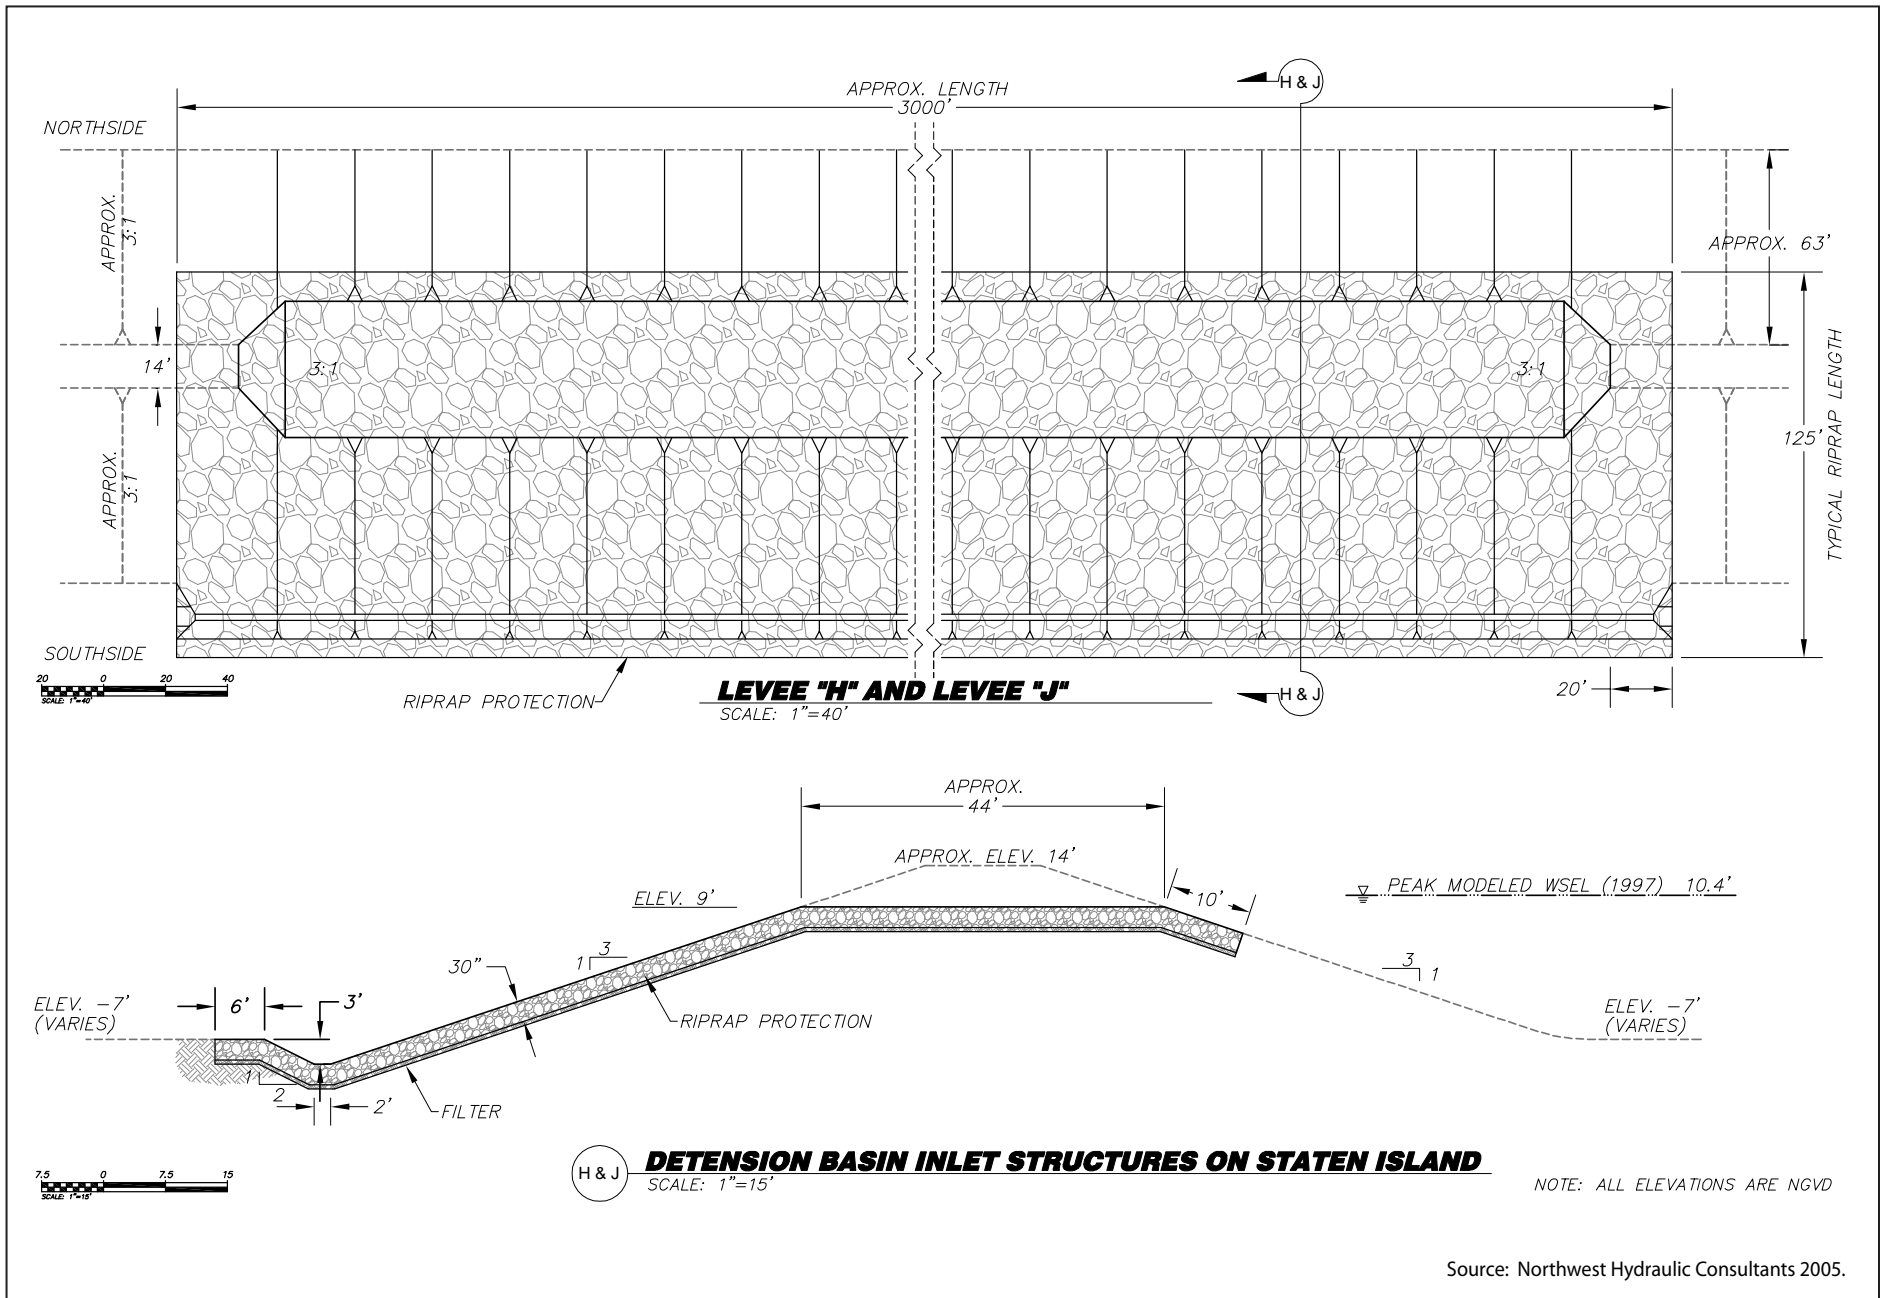 APPROX. LENGTH
3000'
H & J
NORTHSIDE
APPROX.
3:1
APPROX. 63'
14'
3:1
3:1
TYPICAL RIPRAP LENGTH
125'
APPROX.
3:1
SOUTHSIDE
20 0 20 40
SCALE: 1"=40'
RIPRAP PROTECTION
LEVEE "H" AND LEVEE "J"
SCALE: 1"=40'
H & J
20'
APPROX.
44'
APPROX. ELEV. 14'
10'
PEAK MODELED WSEL (1997) 10.4'
ELEV. 9'
3
1
30"
3
1
ELEV. -7'
(VARIES)
6'
3'
RIPRAP PROTECTION
ELEV. -7'
(VARIES)
1
2
2'
FILTER
7.5 0 7.5 15
SCALE: 1"=15'
H & J
DETENSION BASIN INLET STRUCTURES ON STATEN ISLAND
SCALE: 1"=15'
NOTE: ALL ELEVATIONS ARE NGVD
Source: Northwest Hydraulic Consultants 2005.